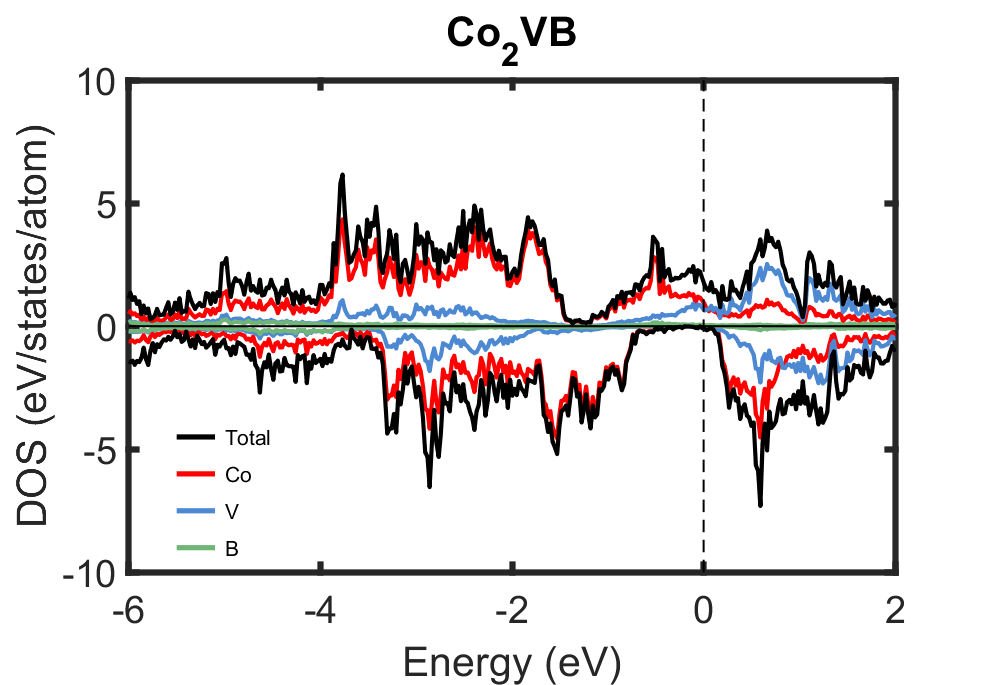 Co₂VB
DOS (eV/states/atom)
10
5
0
-5
-10
Total
Co
V
B
-6
-4
-2
0
2
Energy (eV)